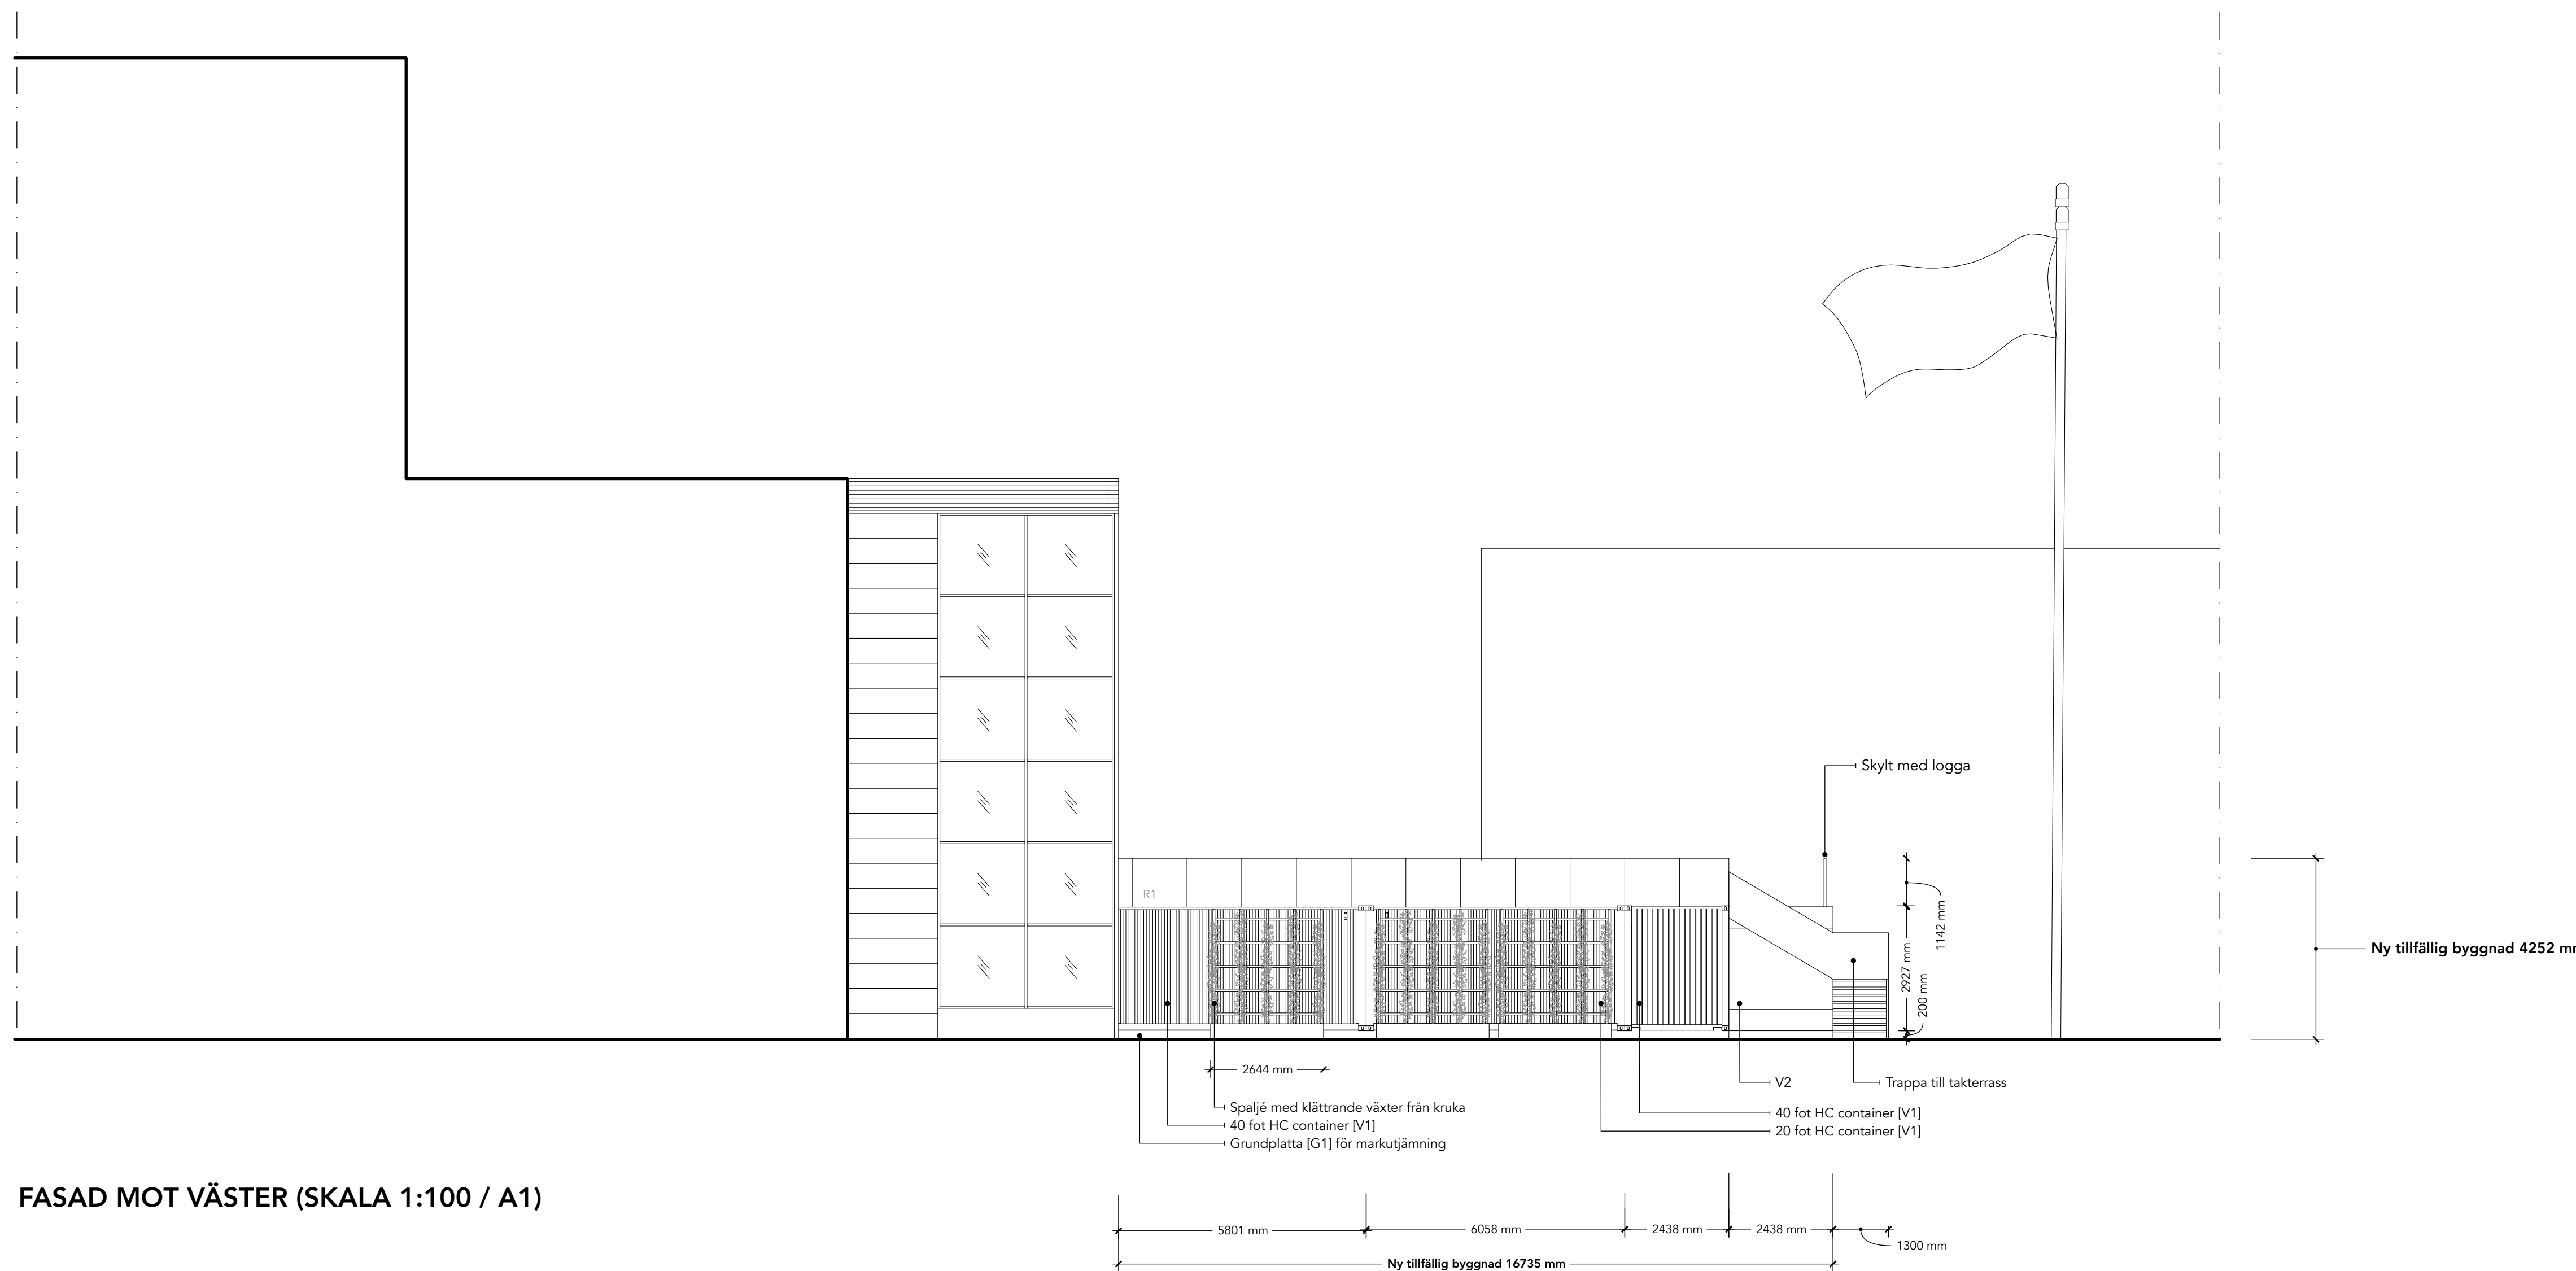 Skylt med logga
R1
1142 mm
2927 mm
200 mm
Ny tillfällig byggnad 4252 m
2644 mm
V2
Trappa till takterrass
Spaljé med klättrande växter från kruka
40 fot HC container [V1]
Grundplatta [G1] för markutjämning
40 fot HC container [V1]
20 fot HC container [V1]
FASAD MOT VÄSTER (SKALA 1:100 / A1)
5801 mm
6058 mm
2438 mm
2438 mm
1300 mm
Ny tillfällig byggnad 16735 mm